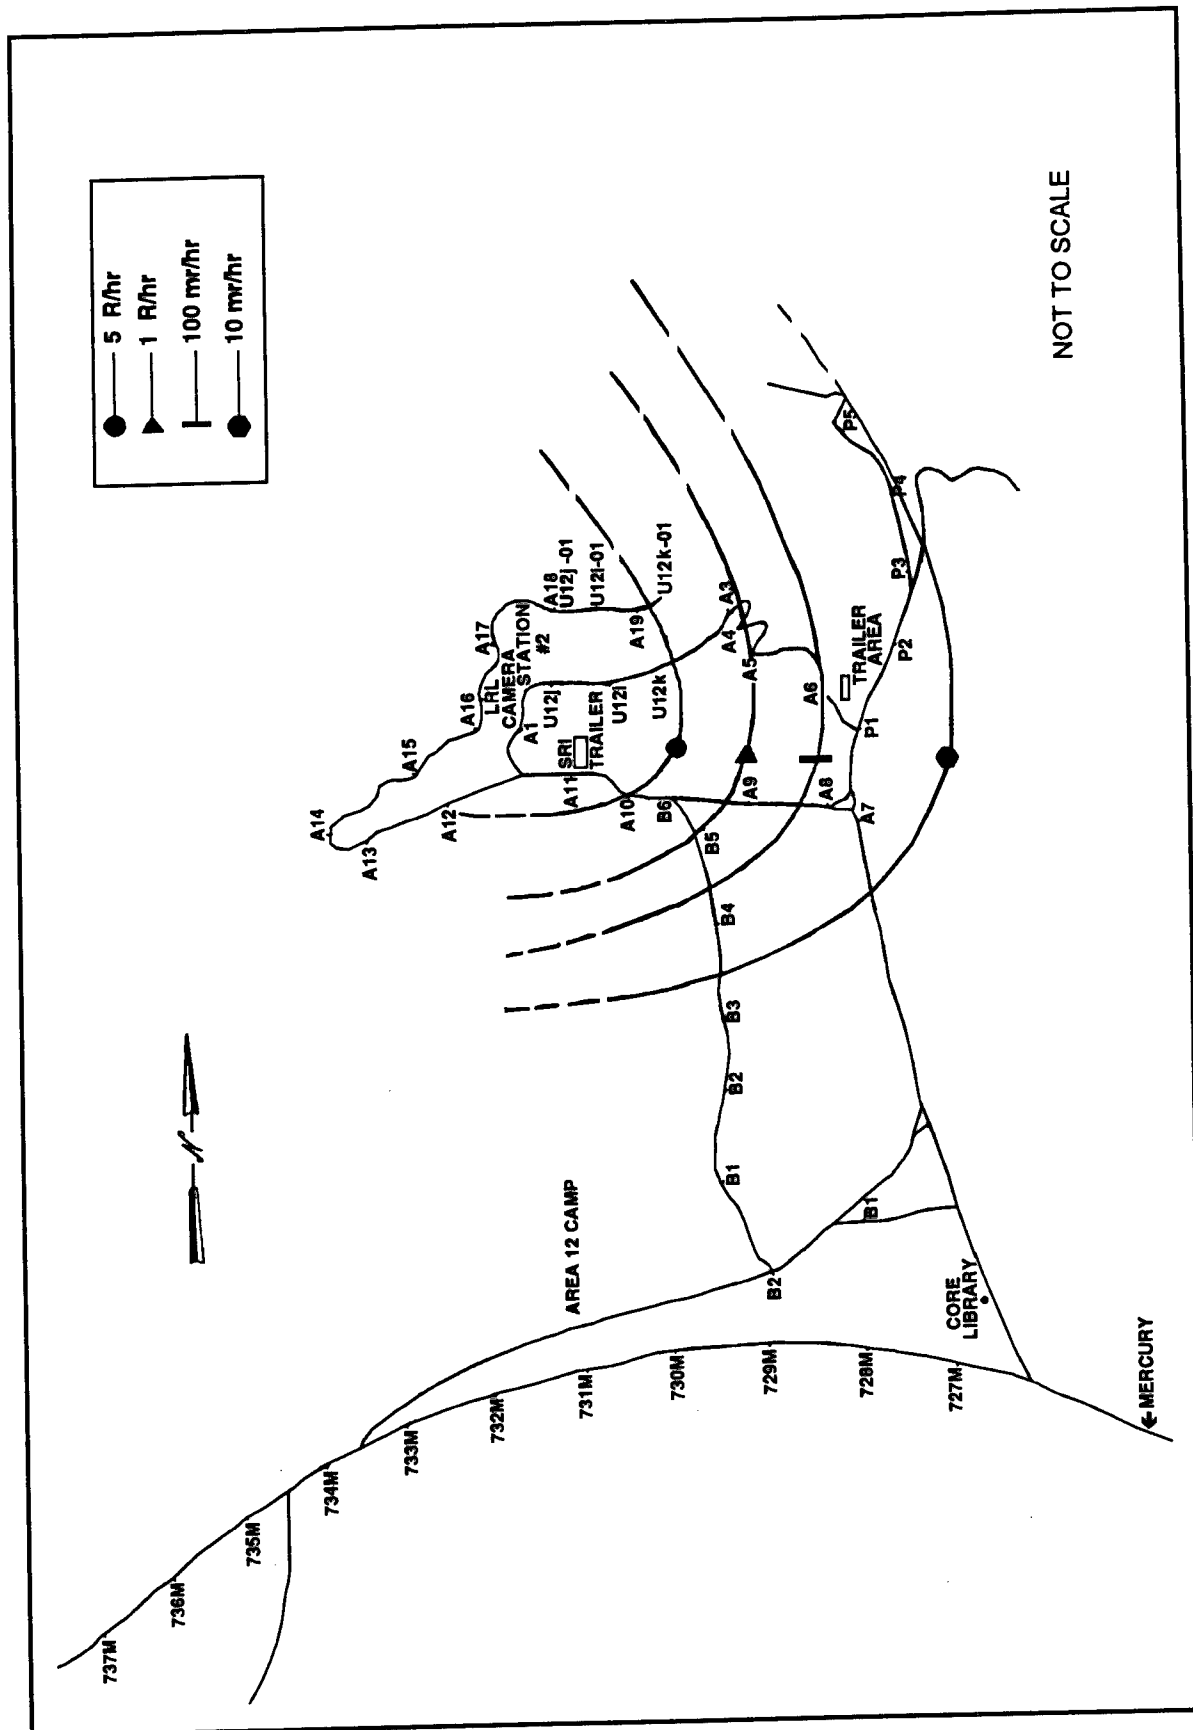 5 R/hr
1 R/hr
100 mr/hr
10 mr/hr
NOT TO SCALE
N
A14
A13
A15
A12
A16
A17
LRL
CAMERA
STATION
#2
A18
U12j-01
U12i-01
A19
U12k-01
A1
U12j
U12i
U12k
SRI
TRAILER
A11
A10
B6
A3
A4
A5
A6
A9
A8
A7
B5
B4
B3
B2
B1
TRAILER
AREA
P1
P2
P3
P4
P5
AREA 12 CAMP
B2
B1
CORE
LIBRARY
MERCURY
727M
728M
729M
730M
731M
732M
733M
734M
735M
736M
737M